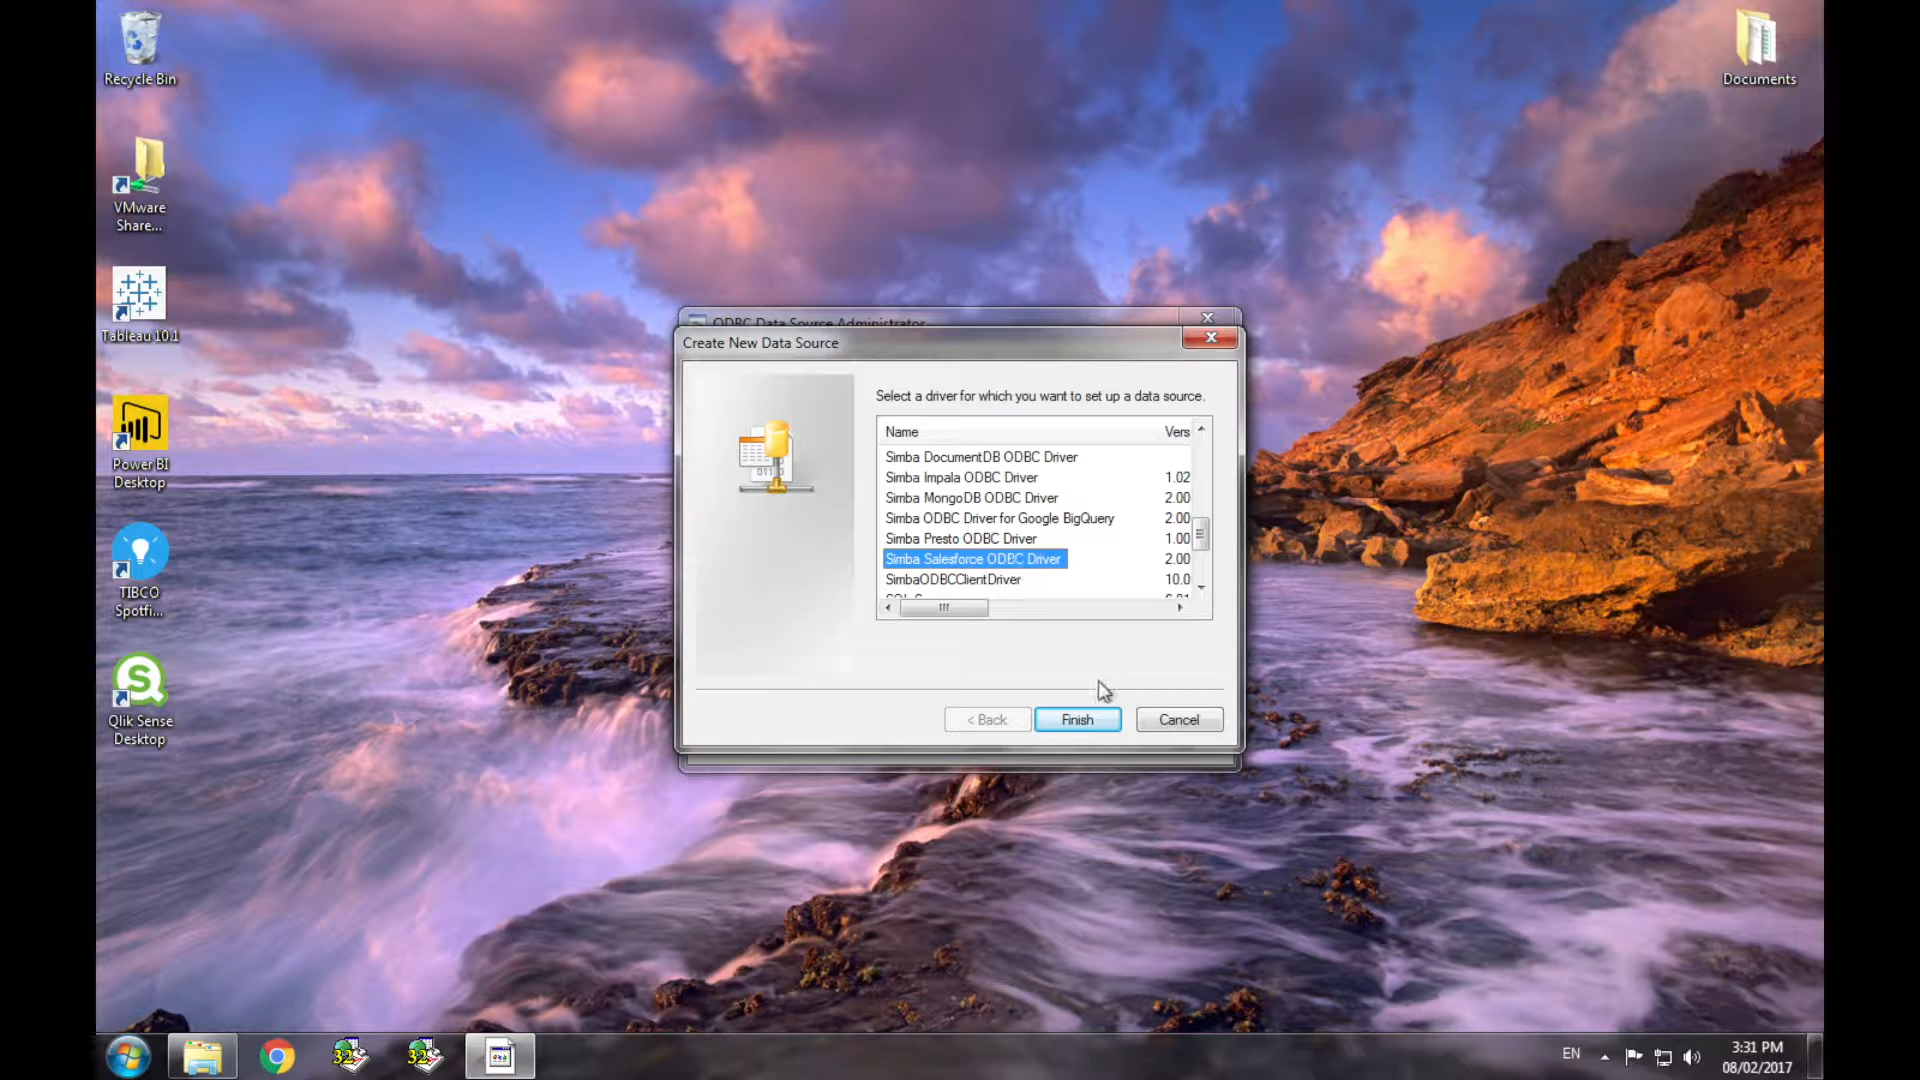 Recycle Bin
Documents
VMware
Share...
Tableau 10.1
Power BI
Desktop
TIBCO
Spotfi...
Qlik Sense
Desktop
ODBC Data Source Administrator
Create New Data Source
Select a driver for which you want to set up a data source.
Name Vers
Simba DocumentDB ODBC Driver
Simba Impala ODBC Driver 1.02
Simba MongoDB ODBC Driver 2.00
Simba ODBC Driver for Google BigQuery 2.00
Simba Presto ODBC Driver 1.00
Simba Salesforce ODBC Driver 2.00
SimbaODBCClientDriver 10.0
< Back Finish Cancel
32
32
EN
3:31 PM
08/02/2017